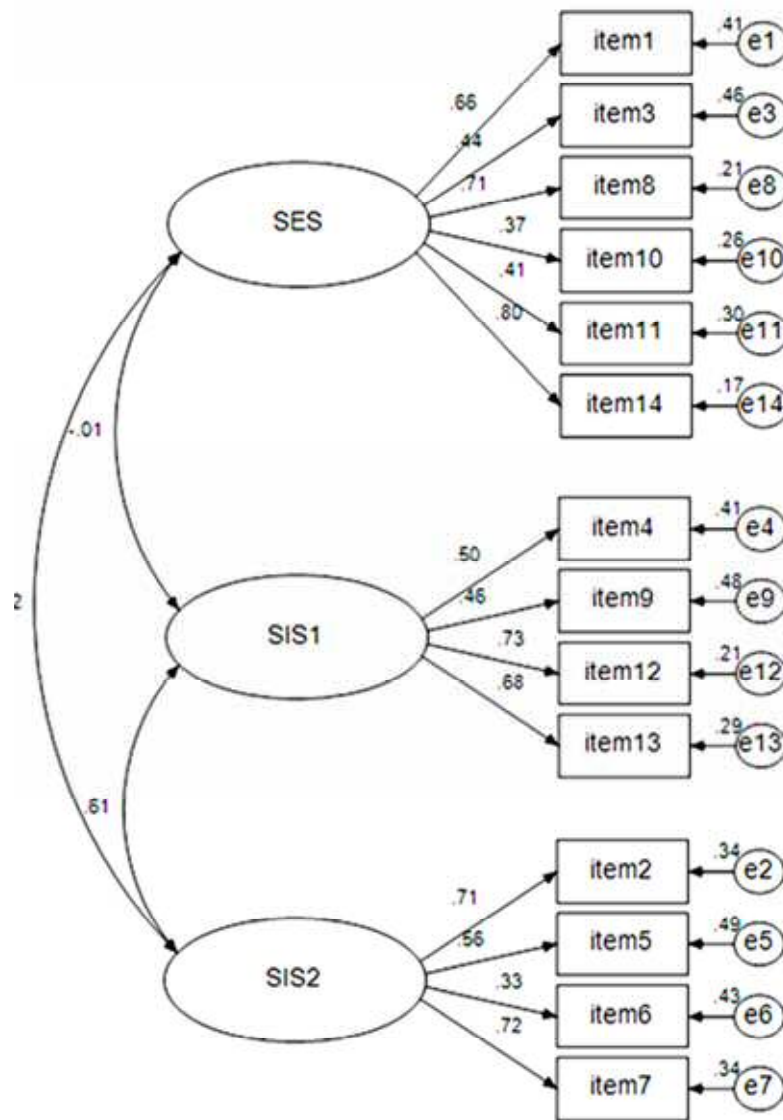 .41
item1
e1
.66
.46
item3
e3
.44
.21
item8
e8
.71
SES
.37
.26
item10
e10
.41
.30
item11
e11
.80
.17
item14
e14
-.01
.41
item4
e4
.50
.48
item9
e9
.46
2
SIS1
.73
.21
item12
e12
.68
.29
item13
e13
.61
.34
item2
e2
.71
.49
item5
e5
.56
SIS2
.33
.43
item6
e6
.72
.34
item7
e7